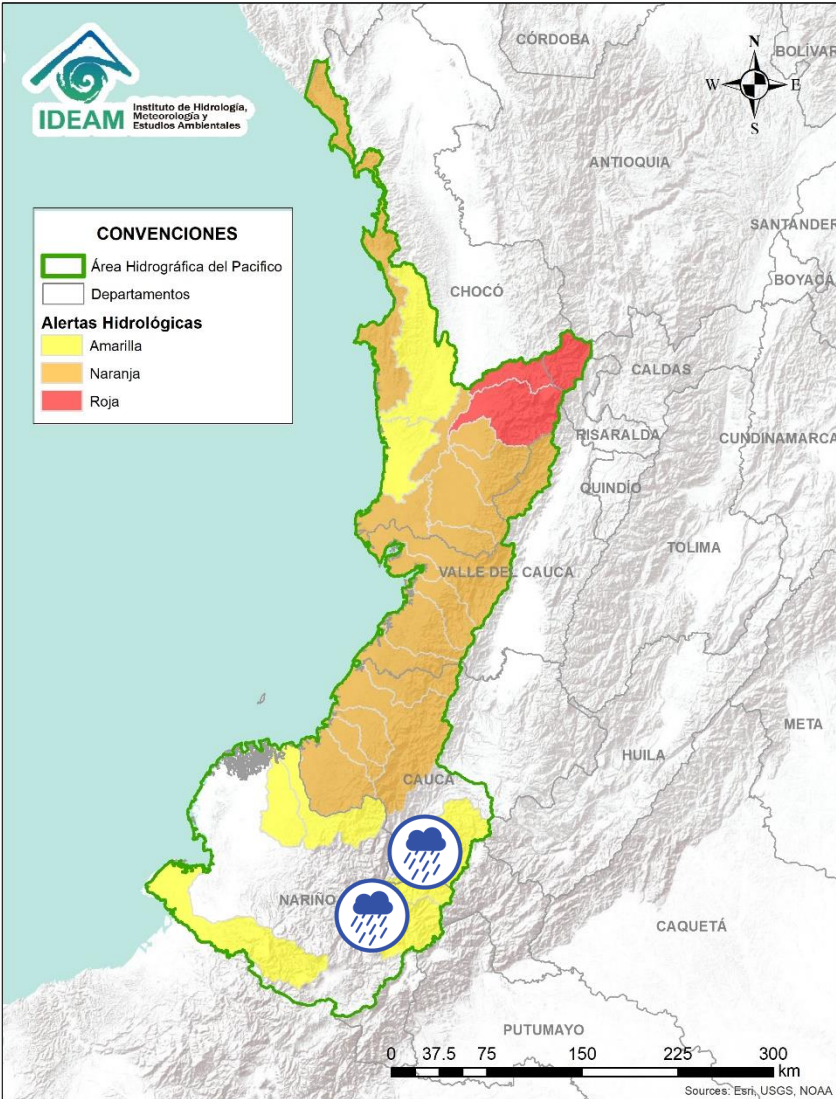 IDEAM
Instituto de Hidrología,
Meteorología y
Estudios Ambientales
CÓRDOBA
BOLÍVAR
N
W
E
S
ANTIOQUIA
SANTANDER
BOYACÁ
CONVENCIONES
Área Hidrográfica del Pacifico
Departamentos
Alertas Hidrológicas
Amarilla
Naranja
Roja
CHOCÓ
CALDAS
RISARALDA
CUNDINAMARCA
QUINDÍO
TOLIMA
VALLE DEL CAUCA
META
HUILA
CAUCA
NARIÑO
CAQUETÁ
PUTUMAYO
0 37.5 75 150 225 300
km
Sources: Esri, USGS, NOAA